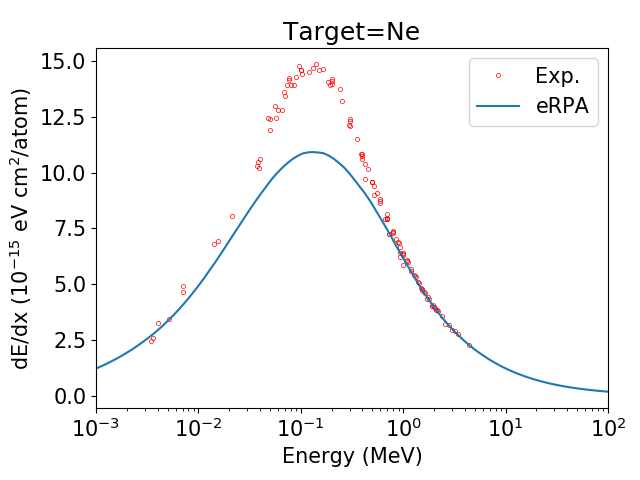 Target=Ne
15.0
12.5
10.0
7.5
5.0
2.5
0.0
dE/dx (10⁻¹⁵ eV cm²/atom)
Exp.
eRPA
10⁻³ 10⁻² 10⁻¹ 10⁰ 10¹ 10²
Energy (MeV)